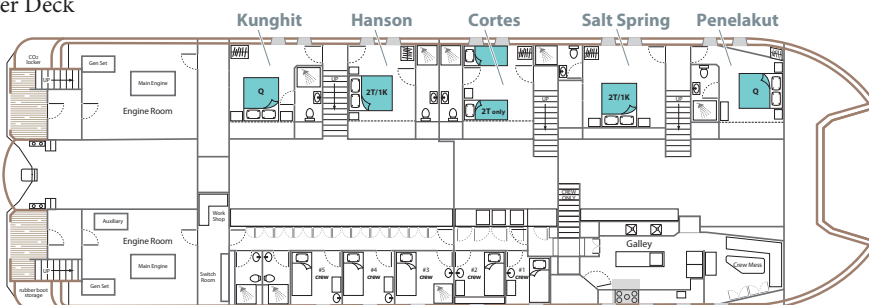 er Deck
Kunghit Hanson Cortes Salt Spring Penelakut
CO₂
locker
Gen Set
UP
Main Engine
Engine Room
Q
UP
2T/1K
2T only
UP
2T/1K
UP
Q
Work
Shop
CREW
ONLY
Auxiliary
Engine Room
Galley
Main Engine
UP
Switch
Room
#5
crew
#4
crew
#3
crew
#2
crew
#1
crew
Crew Mess
Gen Set
rubber boot
storage